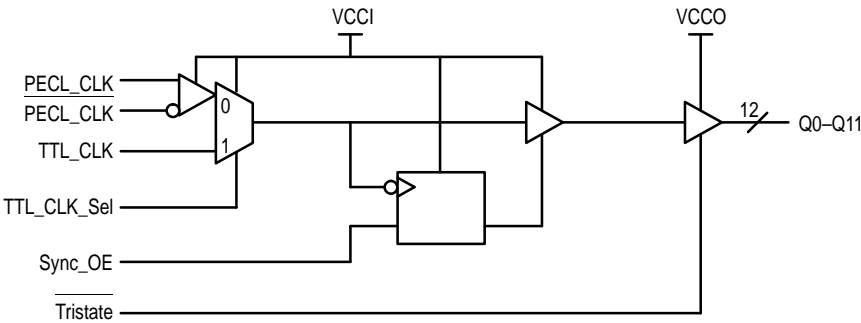 VCCI
VCCO
PECL_CLK
PECL_CLK
0
TTL_CLK
1
12
Q0–Q11
TTL_CLK_Sel
Sync_OE
Tristate